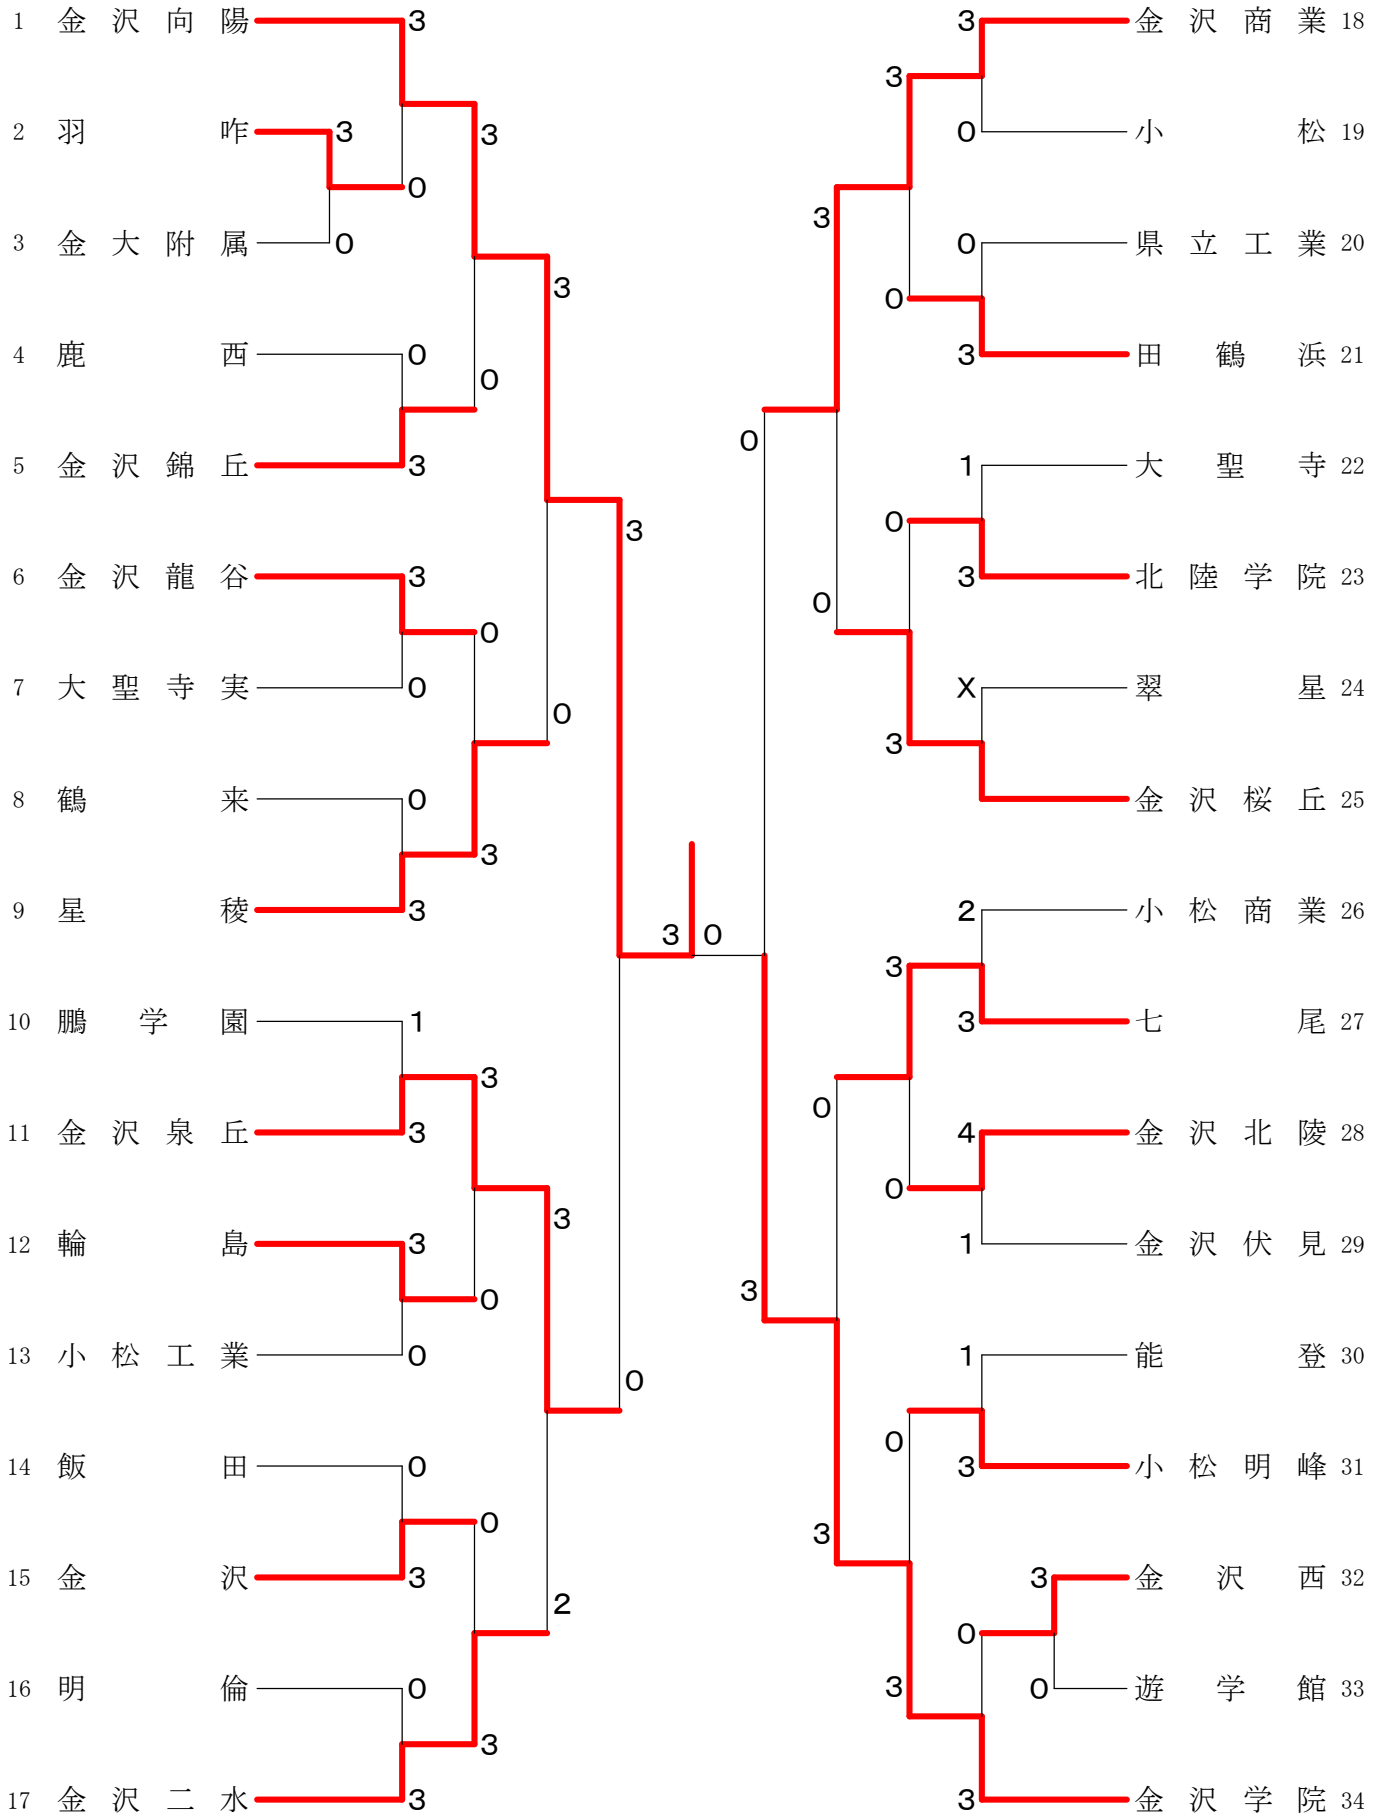 1 金沢向陽 3
3
2 羽咋 3
0
3 金大附属 0
3
4 鹿西 0
0
5 金沢錦丘 3
3
6 金沢龍谷 3
0
7 大聖寺実 0
0
8 鶴来 0
3
9 星稜 3
3
10 鵬学園 1
3
11 金沢泉丘 3
3
12 輪島 3
0
13 小松工業 0
0
14 飯田 0
0
15 金沢 3
2
16 明倫 0
3
17 金沢二水 3
3 0
3 金沢商業 18
3
0 小松 19
3
0 県立工業 20
0
3 田鶴浜 21
0
1 大聖寺 22
0
3 北陸学院 23
0
X 翠星 24
3
金沢桜丘 25
2 小松商業 26
3
3 七尾 27
0
4 金沢北陵 28
0
1 金沢伏見 29
3
1 能登 30
0
3 小松明峰 31
3
3 金沢西 32
0
0 遊学館 33
3
3 金沢学院 34